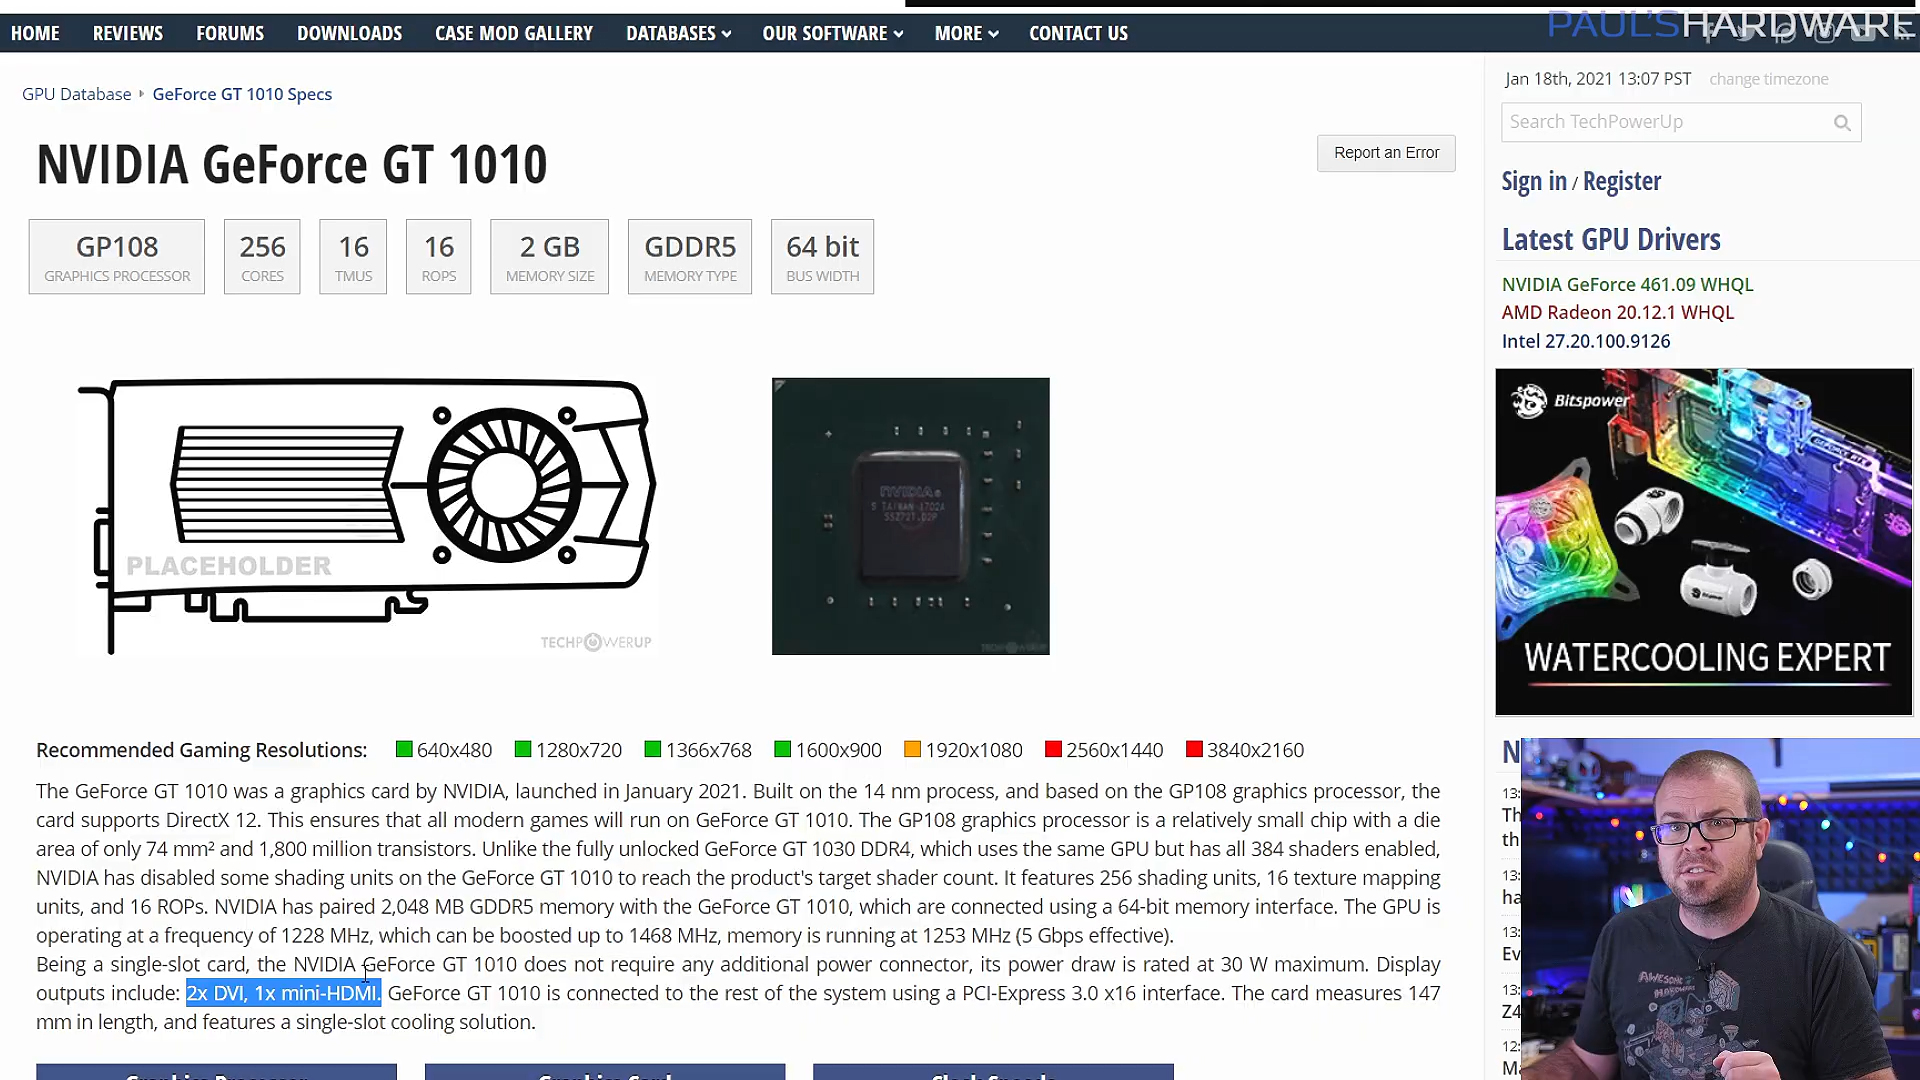 PAUL'SHARDWARE
HOME REVIEWS FORUMS DOWNLOADS CASE MOD GALLERY DATABASES OUR SOFTWARE MORE CONTACT US
Jan 18th, 2021 13:07 PST change timezone
GPU Database GeForce GT 1010 Specs
Search TechPowerUp
NVIDIA GeForce GT 1010
Report an Error
Sign in / Register
GP108
GRAPHICS PROCESSOR
256
CORES
16
TMUS
16
ROPS
2 GB
MEMORY SIZE
GDDR5
MEMORY TYPE
64 bit
BUS WIDTH
Latest GPU Drivers
NVIDIA GeForce 461.09 WHQL
AMD Radeon 20.12.1 WHQL
Intel 27.20.100.9126
PLACEHOLDER
TECHPOWERUP
NVIDIA
Bitspower
WATERCOOLING EXPERT
Recommended Gaming Resolutions: 640x480 1280x720 1366x768 1600x900 1920x1080 2560x1440 3840x2160
The GeForce GT 1010 was a graphics card by NVIDIA, launched in January 2021. Built on the 14 nm process, and based on the GP108 graphics processor, the
card supports DirectX 12. This ensures that all modern games will run on GeForce GT 1010. The GP108 graphics processor is a relatively small chip with a die
area of only 74 mm² and 1,800 million transistors. Unlike the fully unlocked GeForce GT 1030 DDR4, which uses the same GPU but has all 384 shaders enabled,
NVIDIA has disabled some shading units on the GeForce GT 1010 to reach the product's target shader count. It features 256 shading units, 16 texture mapping
units, and 16 ROPs. NVIDIA has paired 2,048 MB GDDR5 memory with the GeForce GT 1010, which are connected using a 64-bit memory interface. The GPU is
operating at a frequency of 1228 MHz, which can be boosted up to 1468 MHz, memory is running at 1253 MHz (5 Gbps effective).
Being a single-slot card, the NVIDIA GeForce GT 1010 does not require any additional power connector, its power draw is rated at 30 W maximum. Display
outputs include: 2x DVI, 1x mini-HDMI. GeForce GT 1010 is connected to the rest of the system using a PCI-Express 3.0 x16 interface. The card measures 147
mm in length, and features a single-slot cooling solution.
Graphics Processor
Graphics Card
Clock Speeds
AWESOME
HARDWARE